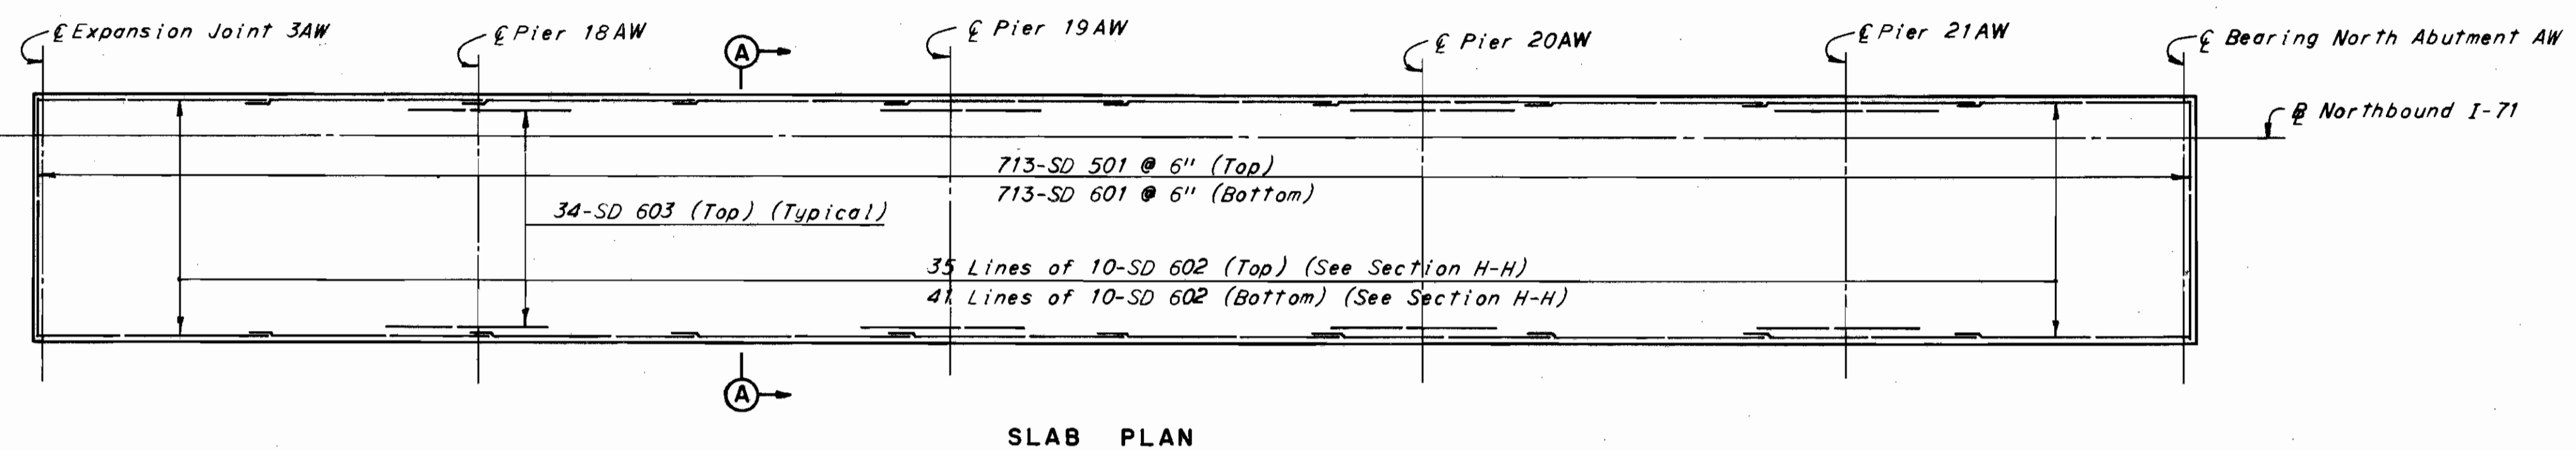 ℄ Expansion Joint 3AW
℄ Pier 18AW
A
℄ Pier 19AW
℄ Pier 20AW
℄ Pier 21AW
℄ Bearing North Abutment AW
Northbound I-71
713-SD 501 @ 6" (Top)
713-SD 601 @ 6" (Bottom)
34-SD 603 (Top) (Typical)
35 Lines of 10-SD 602 (Top) (See Section H-H)
41 Lines of 10-SD 602 (Bottom) (See Section H-H)
A
SLAB PLAN